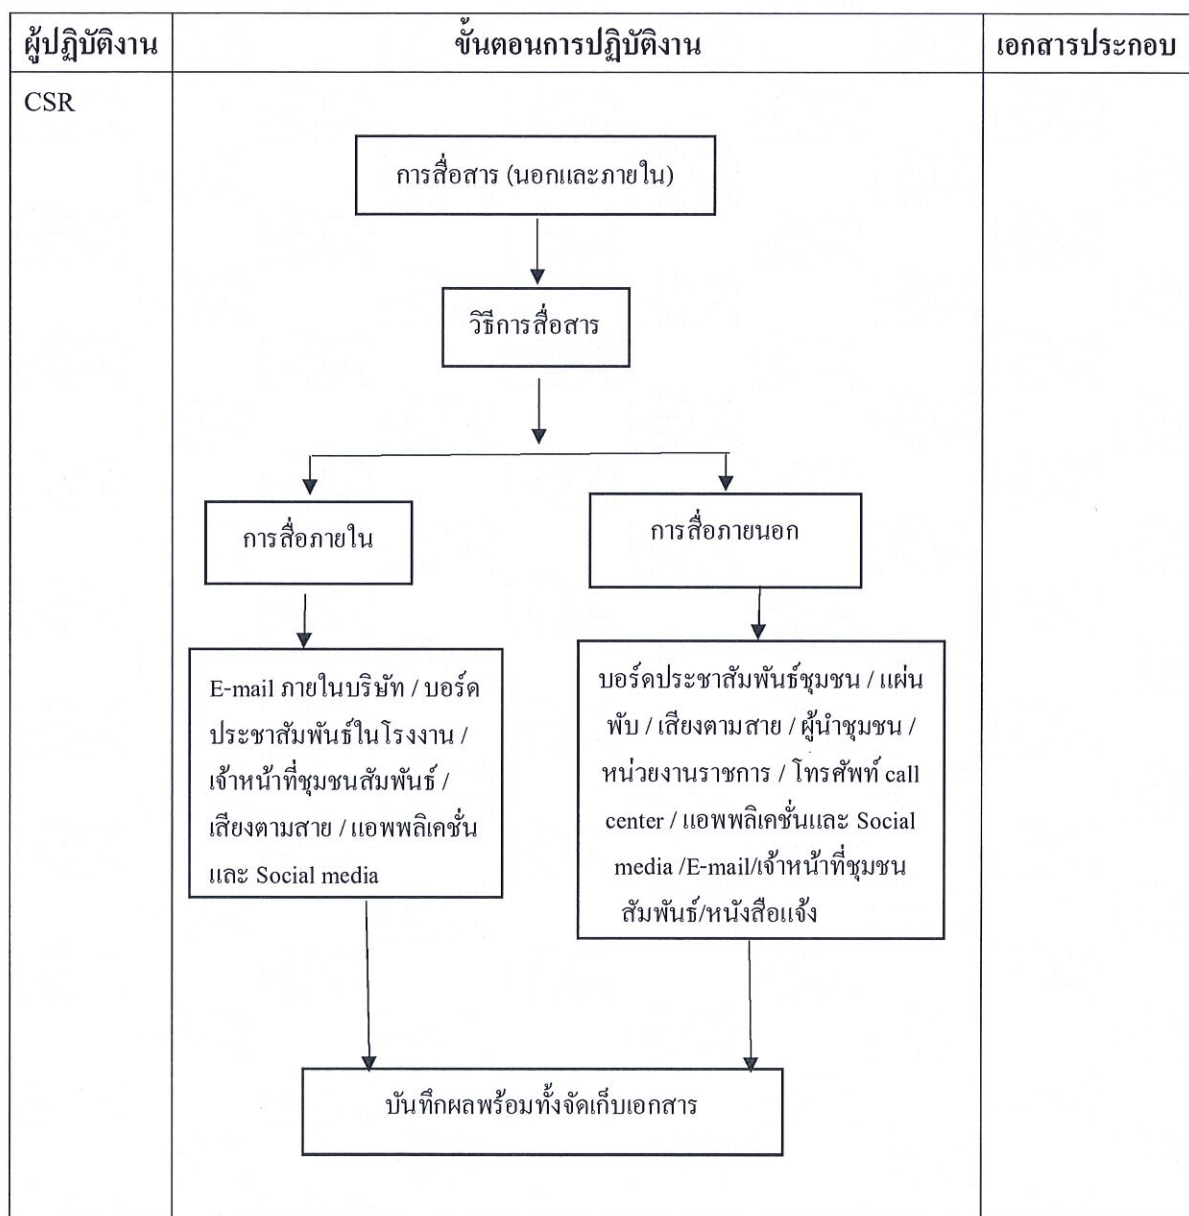 ผู้ปฏิบัติงาน
ขั้นตอนการปฏิบัติงาน
เอกสารประกอบ
CSR
การสื่อสาร (นอกและภายใน)
วิธีการสื่อสาร
การสื่อภายใน
การสื่อภายนอก
E-mail ภายในบริษัท / บอร์ด
ประชาสัมพันธ์ในโรงงาน /
เจ้าหน้าที่ชุมชนสัมพันธ์ /
เสียงตามสาย / แอพพลิเคชั่น
และ Social media
บอร์ดประชาสัมพันธ์ชุมชน / แผ่น
พับ / เสียงตามสาย / ผู้นำชุมชน /
หน่วยงานราชการ / โทรศัพท์ call
center / แอพพลิเคชั่นและ Social
media /E-mail/เจ้าหน้าที่ชุมชน
สัมพันธ์/หนังสือแจ้ง
บันทึกผลพร้อมทั้งจัดเก็บเอกสาร